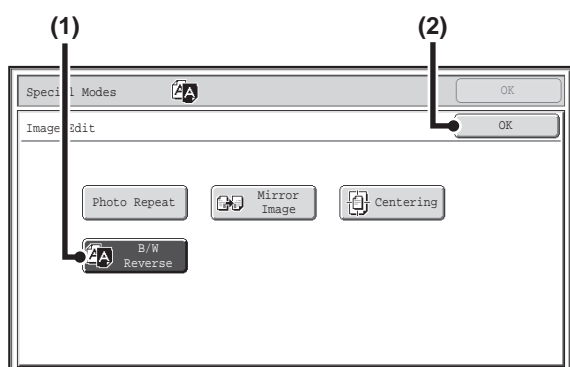 (1) (2)
Special Modes OK
Image Edit OK
Photo Repeat Mirror Image Centering
B/W Reverse